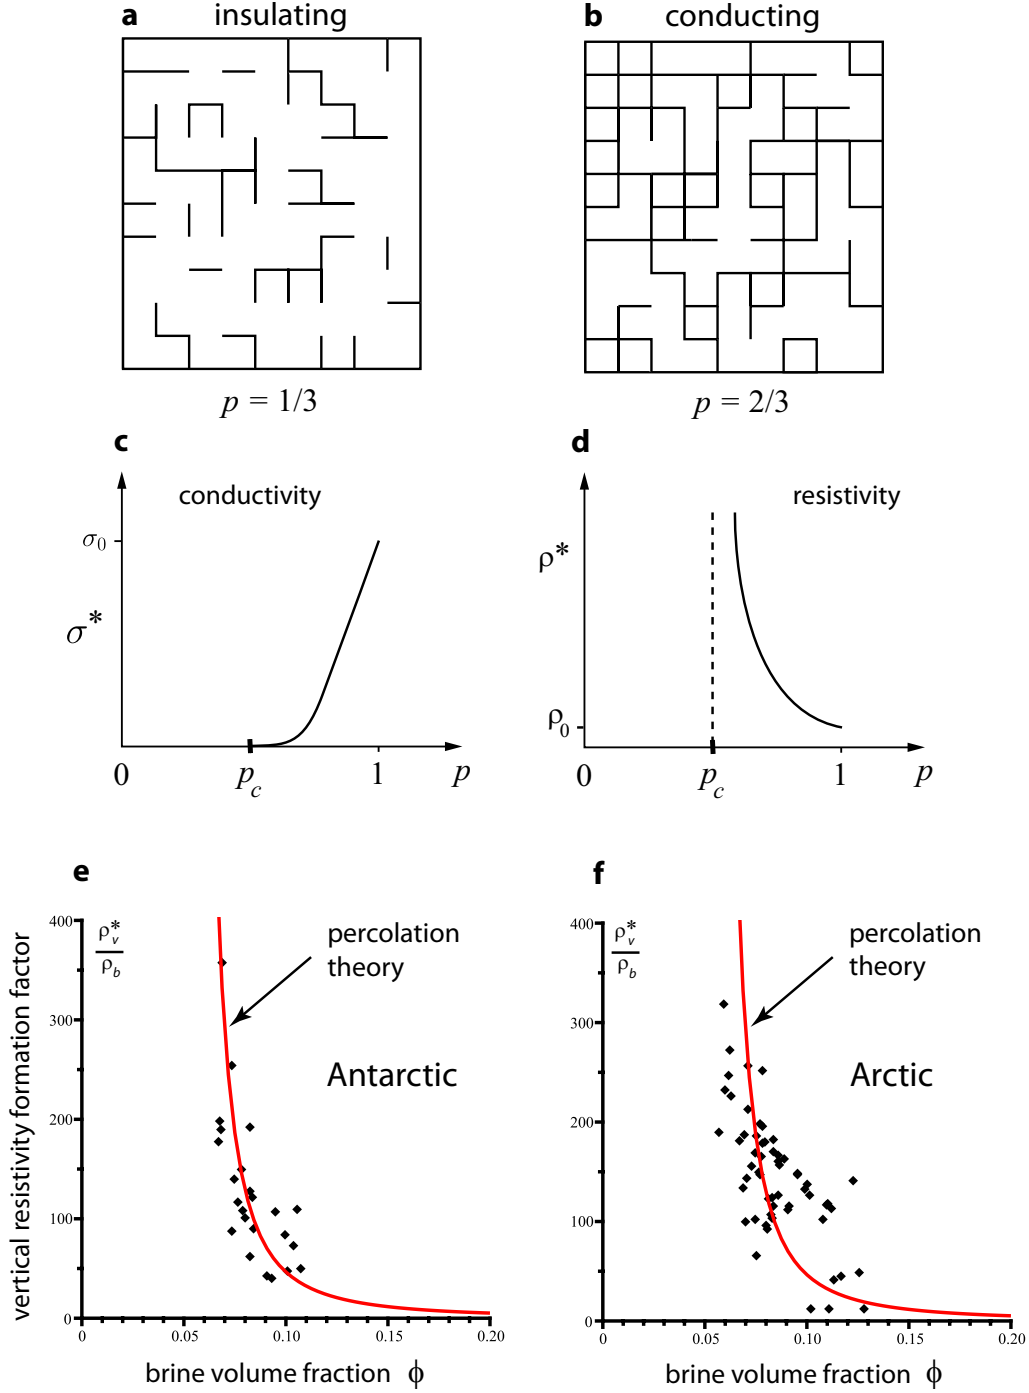 a insulating
b conducting
p = 1/3
p = 2/3
c
d
conductivity
resistivity
σ0
σ*
0
pc
1
p
ρ*
ρ0
0
pc
1
p
e
f
vertical resistivity formation factor
400
300
200
100
0
ρv*
ρb
percolation
theory
Antarctic
0
0.05
0.10
0.15
0.20
brine volume fraction ϕ
400
300
200
100
0
ρv*
ρb
percolation
theory
Arctic
0
0.05
0.10
0.15
0.20
brine volume fraction ϕ